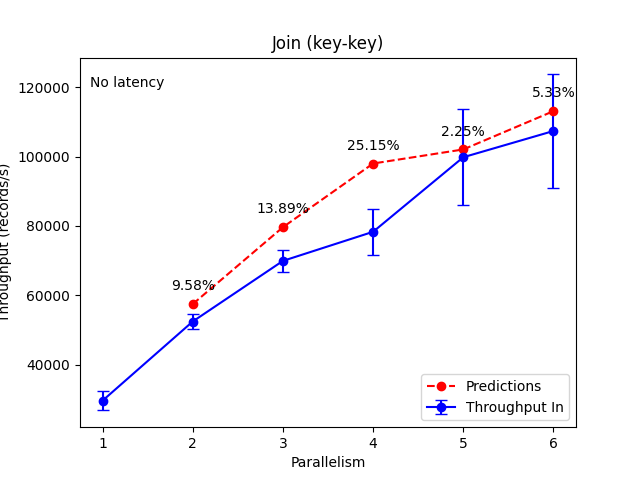 Join (key-key)
No latency
120000
100000
80000
60000
40000
Throughput (records/s)
9.58%
13.89%
25.15%
2.25%
5.33%
Predictions
Throughput In
1 2 3 4 5 6
Parallelism